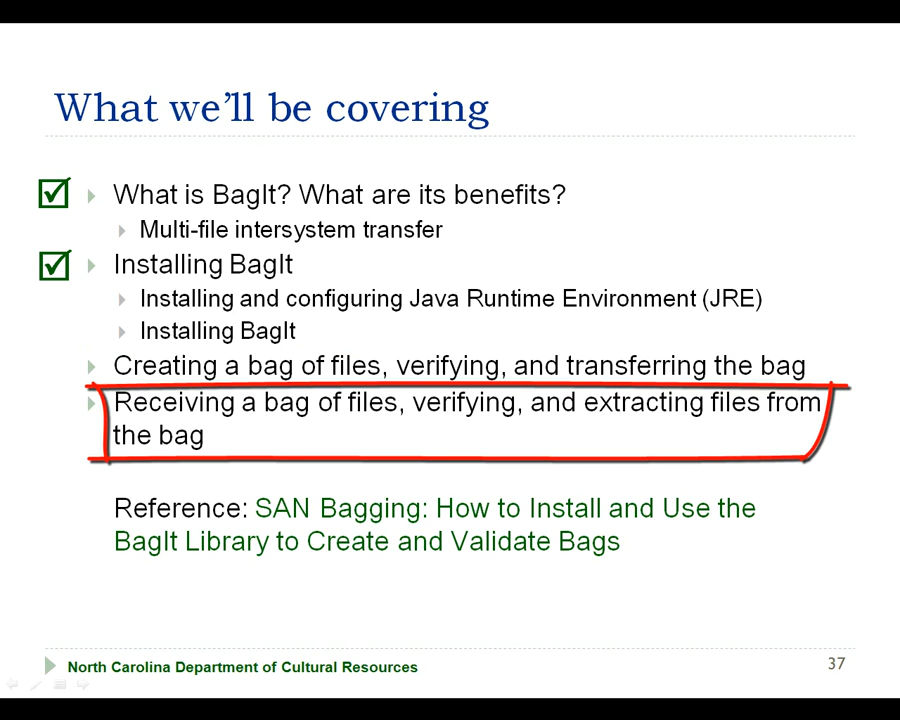 What we'll be covering
What is BagIt? What are its benefits?
Multi-file intersystem transfer
Installing BagIt
Installing and configuring Java Runtime Environment (JRE)
Installing BagIt
Creating a bag of files, verifying, and transferring the bag
Receiving a bag of files, verifying, and extracting files from
the bag
Reference: SAN Bagging: How to Install and Use the
BagIt Library to Create and Validate Bags
North Carolina Department of Cultural Resources
37